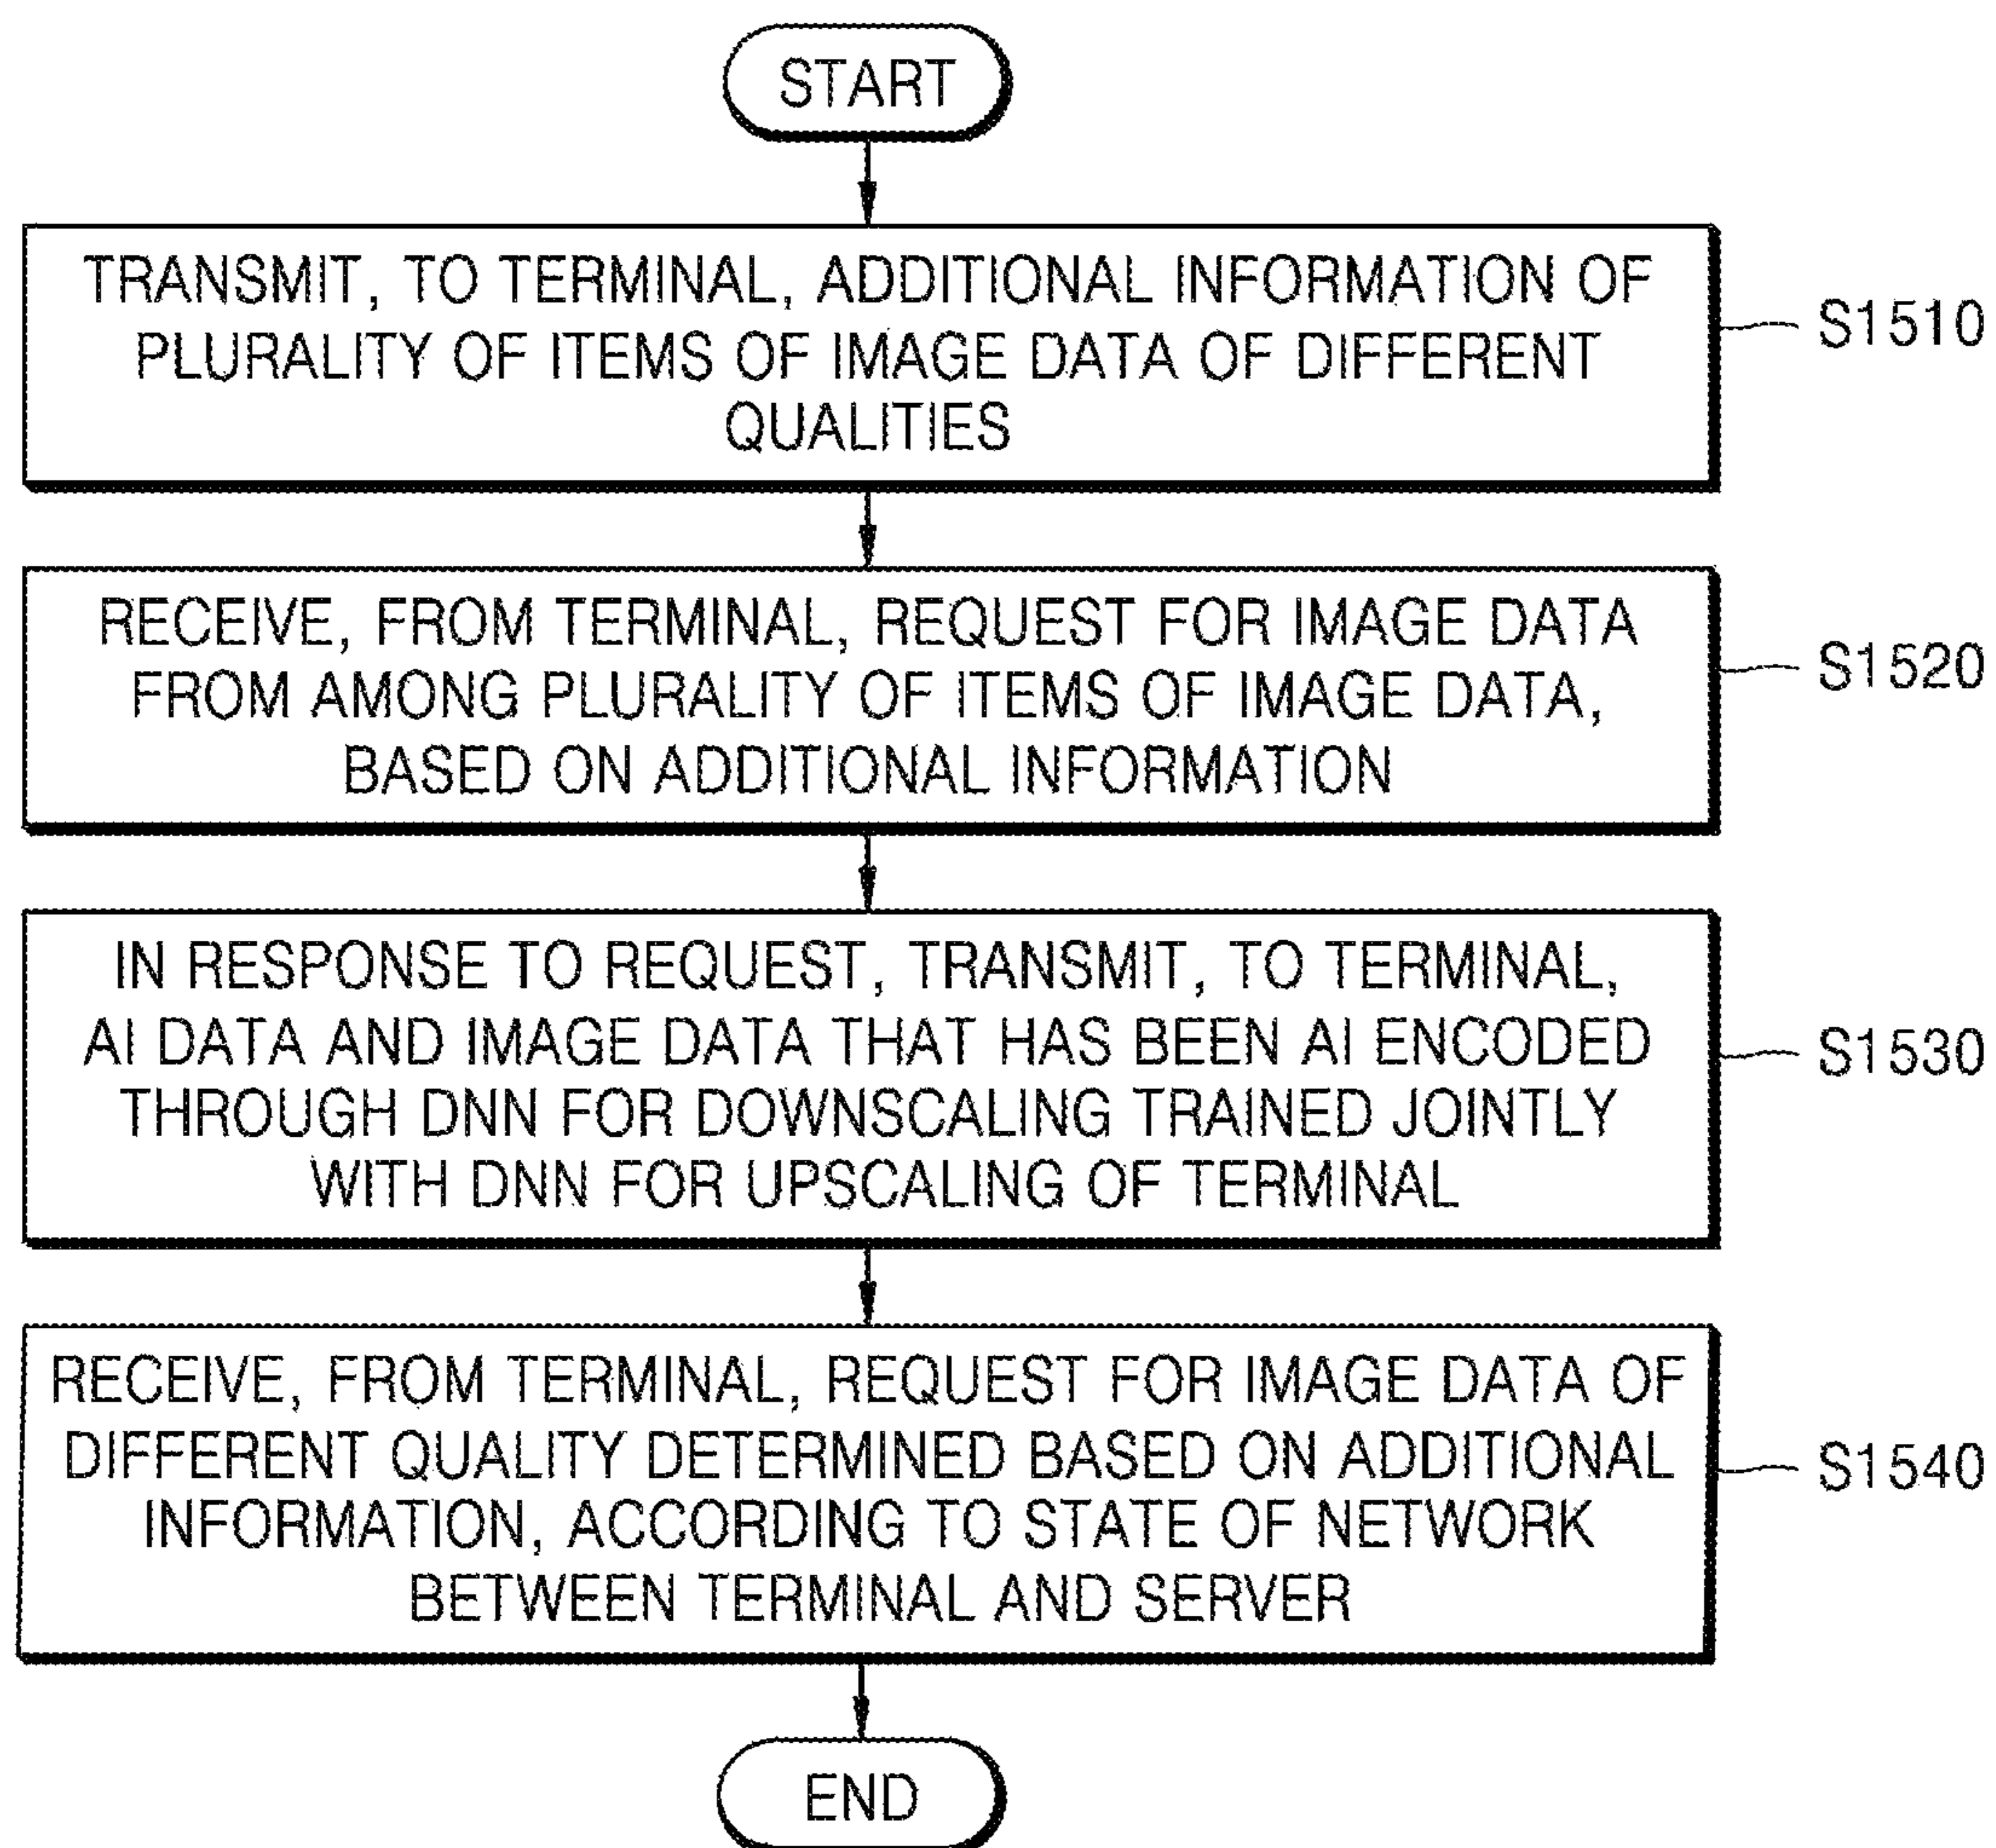 START
TRANSMIT, TO TERMINAL, ADDITIONAL INFORMATION OF
PLURALITY OF ITEMS OF IMAGE DATA OF DIFFERENT
QUALITIES
S1510
RECEIVE, FROM TERMINAL, REQUEST FOR IMAGE DATA
FROM AMONG PLURALITY OF ITEMS OF IMAGE DATA,
BASED ON ADDITIONAL INFORMATION
S1520
IN RESPONSE TO REQUEST, TRANSMIT, TO TERMINAL,
AI DATA AND IMAGE DATA THAT HAS BEEN AI ENCODED
THROUGH DNN FOR DOWNSCALING TRAINED JOINTLY
WITH DNN FOR UPSCALING OF TERMINAL
S1530
RECEIVE, FROM TERMINAL, REQUEST FOR IMAGE DATA OF
DIFFERENT QUALITY DETERMINED BASED ON ADDITIONAL
INFORMATION, ACCORDING TO STATE OF NETWORK
BETWEEN TERMINAL AND SERVER
S1540
END